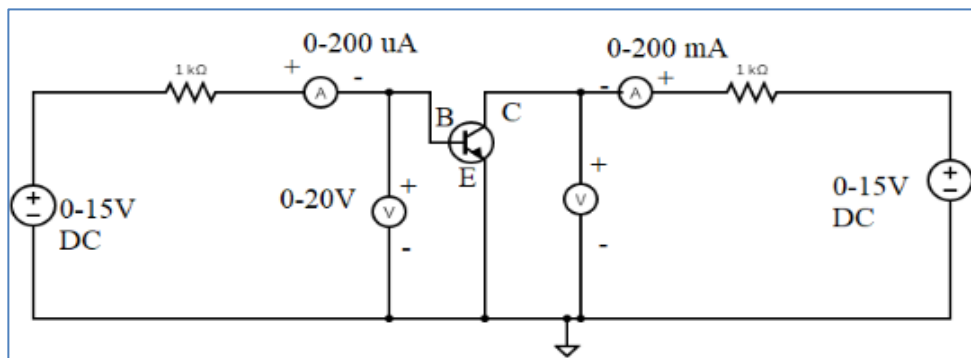 0-200 uA
0-200 mA
1 kΩ
+
-
A
-
+
A
1 kΩ
B
C
E
+
-
0-15V
DC
0-20V
+
V
-
+
V
-
0-15V
DC
+
-